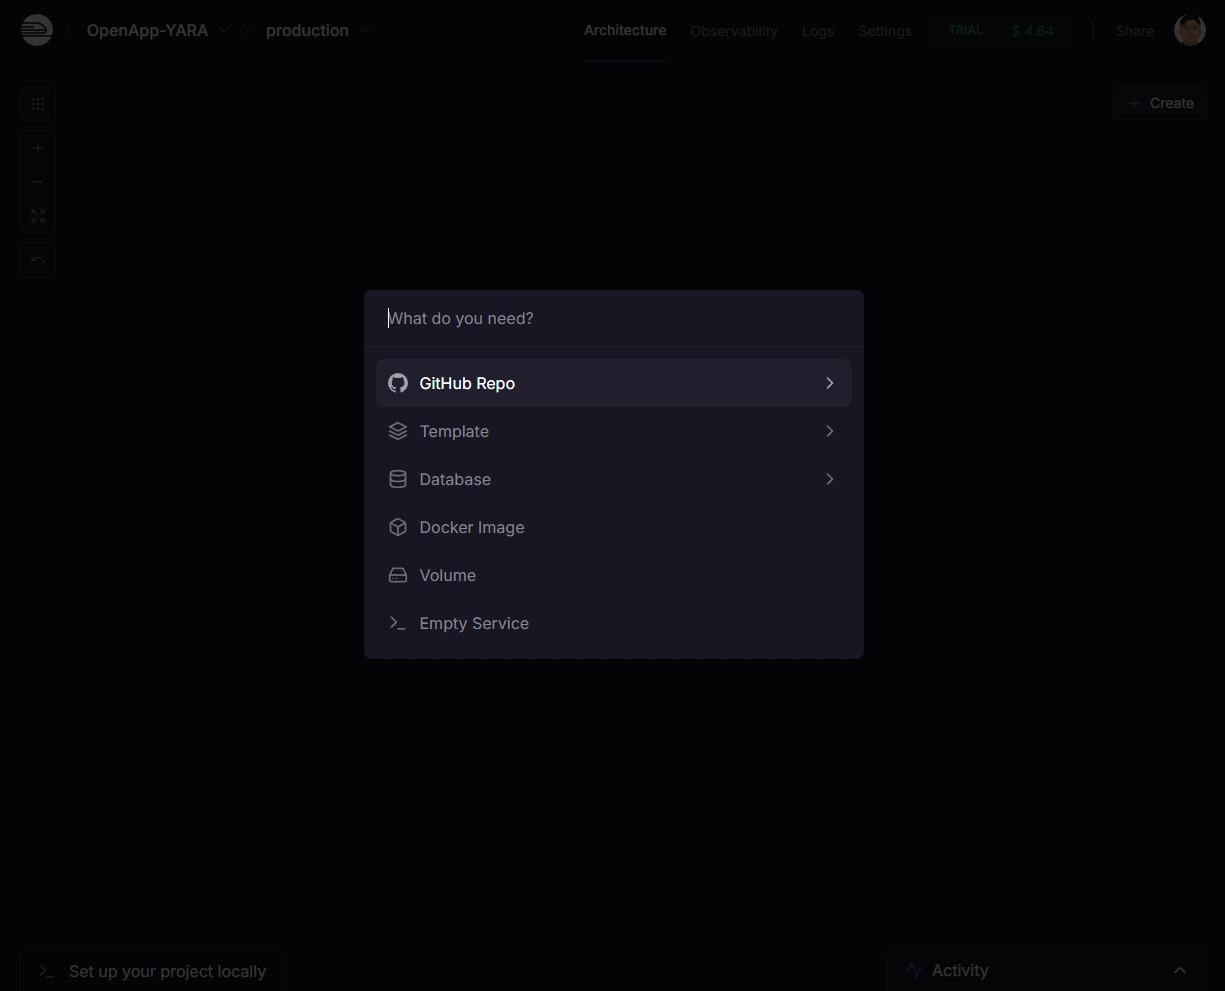 / OpenApp-YARA / production
Architecture Observability Logs Settings TRIAL $ 4.64 Share
+ Create
What do you need?
GitHub Repo
Template
Database
Docker Image
Volume
Empty Service
Set up your project locally
Activity